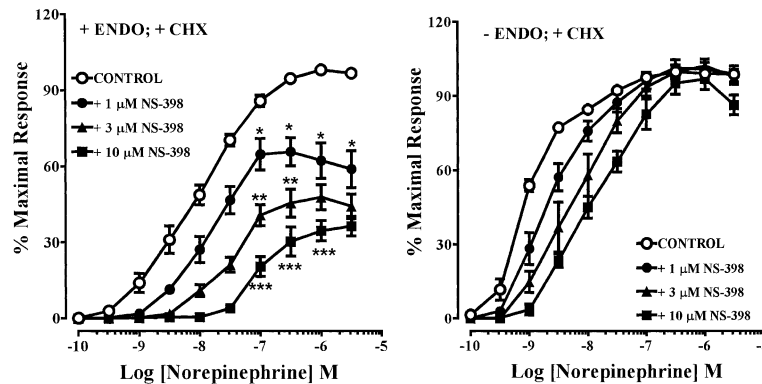 + ENDO; + CHX
120
90
60
30
0
% Maximal Response
CONTROL
+ 1 μM NS-398
+ 3 μM NS-398
+ 10 μM NS-398
* * * *
** **
*** *** ***
-10 -9 -8 -7 -6 -5
Log [Norepinephrine] M
- ENDO; + CHX
120
90
60
30
0
% Maximal Response
CONTROL
+ 1 μM NS-398
+ 3 μM NS-398
+ 10 μM NS-398
-10 -9 -8 -7 -6
Log [Norepinephrine] M